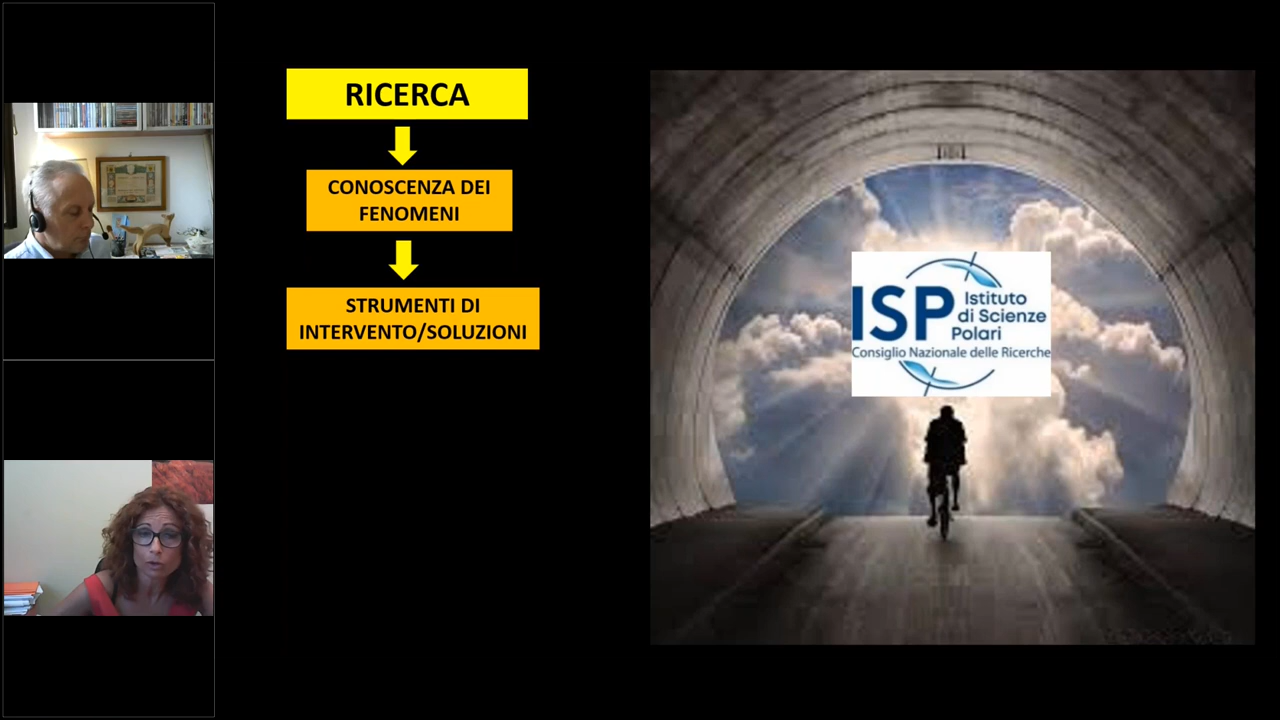 RICERCA
CONOSCENZA DEI
FENOMENI
STRUMENTI DI
INTERVENTO/SOLUZIONI
ISP
Istituto
di Scienze
Polari
Consiglio Nazionale delle Ricerche